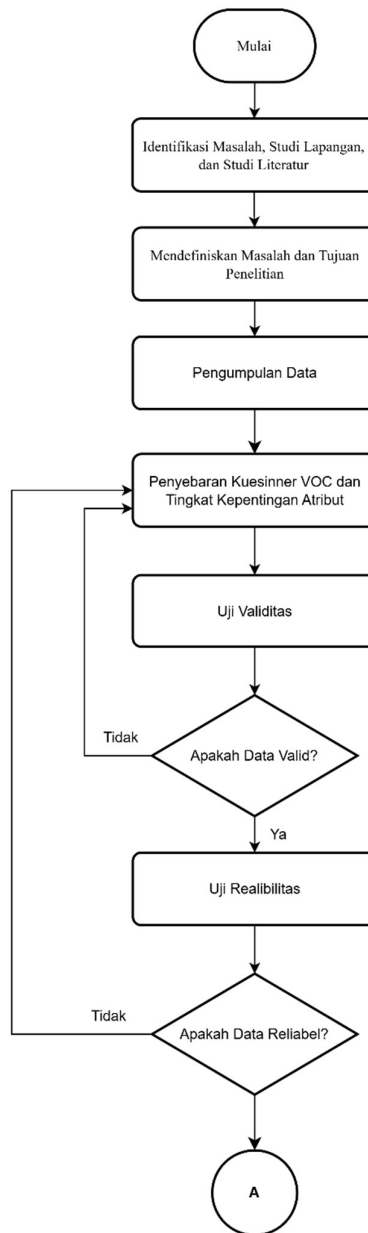 Mulai
Identifikasi Masalah, Studi Lapangan,
dan Studi Literatur
Mendefiniskan Masalah dan Tujuan
Penelitian
Pengumpulan Data
Penyebaran Kuesinner VOC dan
Tingkat Kepentingan Atribut
Uji Validitas
Tidak
Apakah Data Valid?
Ya
Uji Realibilitas
Tidak
Apakah Data Reliabel?
A